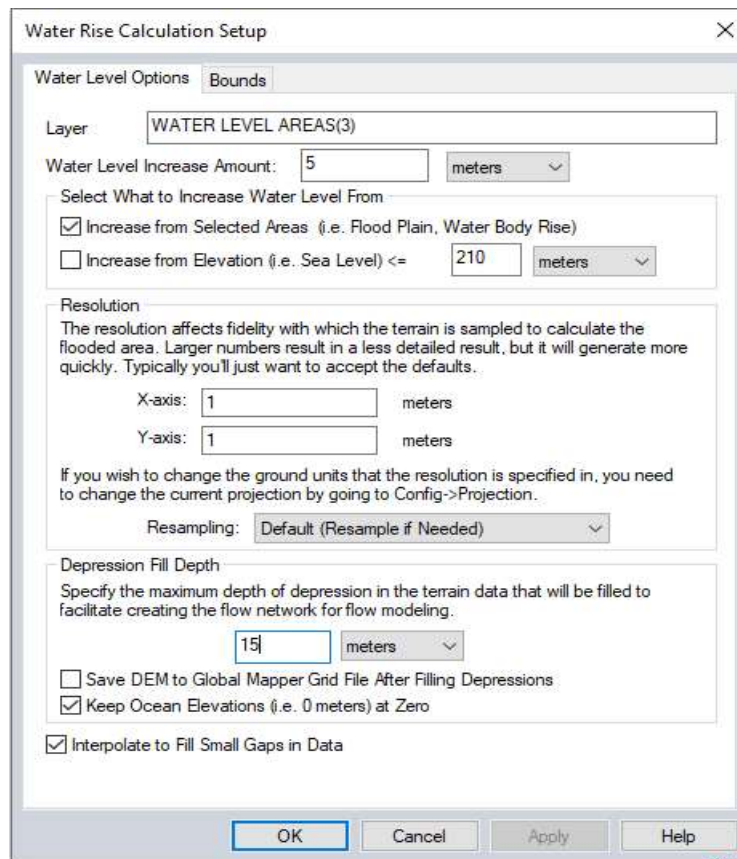 Water Rise Calculation Setup
Water Level Options Bounds
Layer WATER LEVEL AREAS(3)
Water Level Increase Amount: 5 meters
Select What to Increase Water Level From
Increase from Selected Areas (i.e. Flood Plain, Water Body Rise)
Increase from Elevation (i.e. Sea Level) <= 210 meters
Resolution
The resolution affects fidelity with which the terrain is sampled to calculate the
flooded area. Larger numbers result in a less detailed result, but it will generate more
quickly. Typically you'll just want to accept the defaults.
X-axis: 1 meters
Y-axis: 1 meters
If you wish to change the ground units that the resolution is specified in, you need
to change the current projection by going to Config->Projection.
Resampling: Default (Resample if Needed)
Depression Fill Depth
Specify the maximum depth of depression in the terrain data that will be filled to
facilitate creating the flow network for flow modeling.
15 meters
Save DEM to Global Mapper Grid File After Filling Depressions
Keep Ocean Elevations (i.e. 0 meters) at Zero
Interpolate to Fill Small Gaps in Data
OK Cancel Apply Help